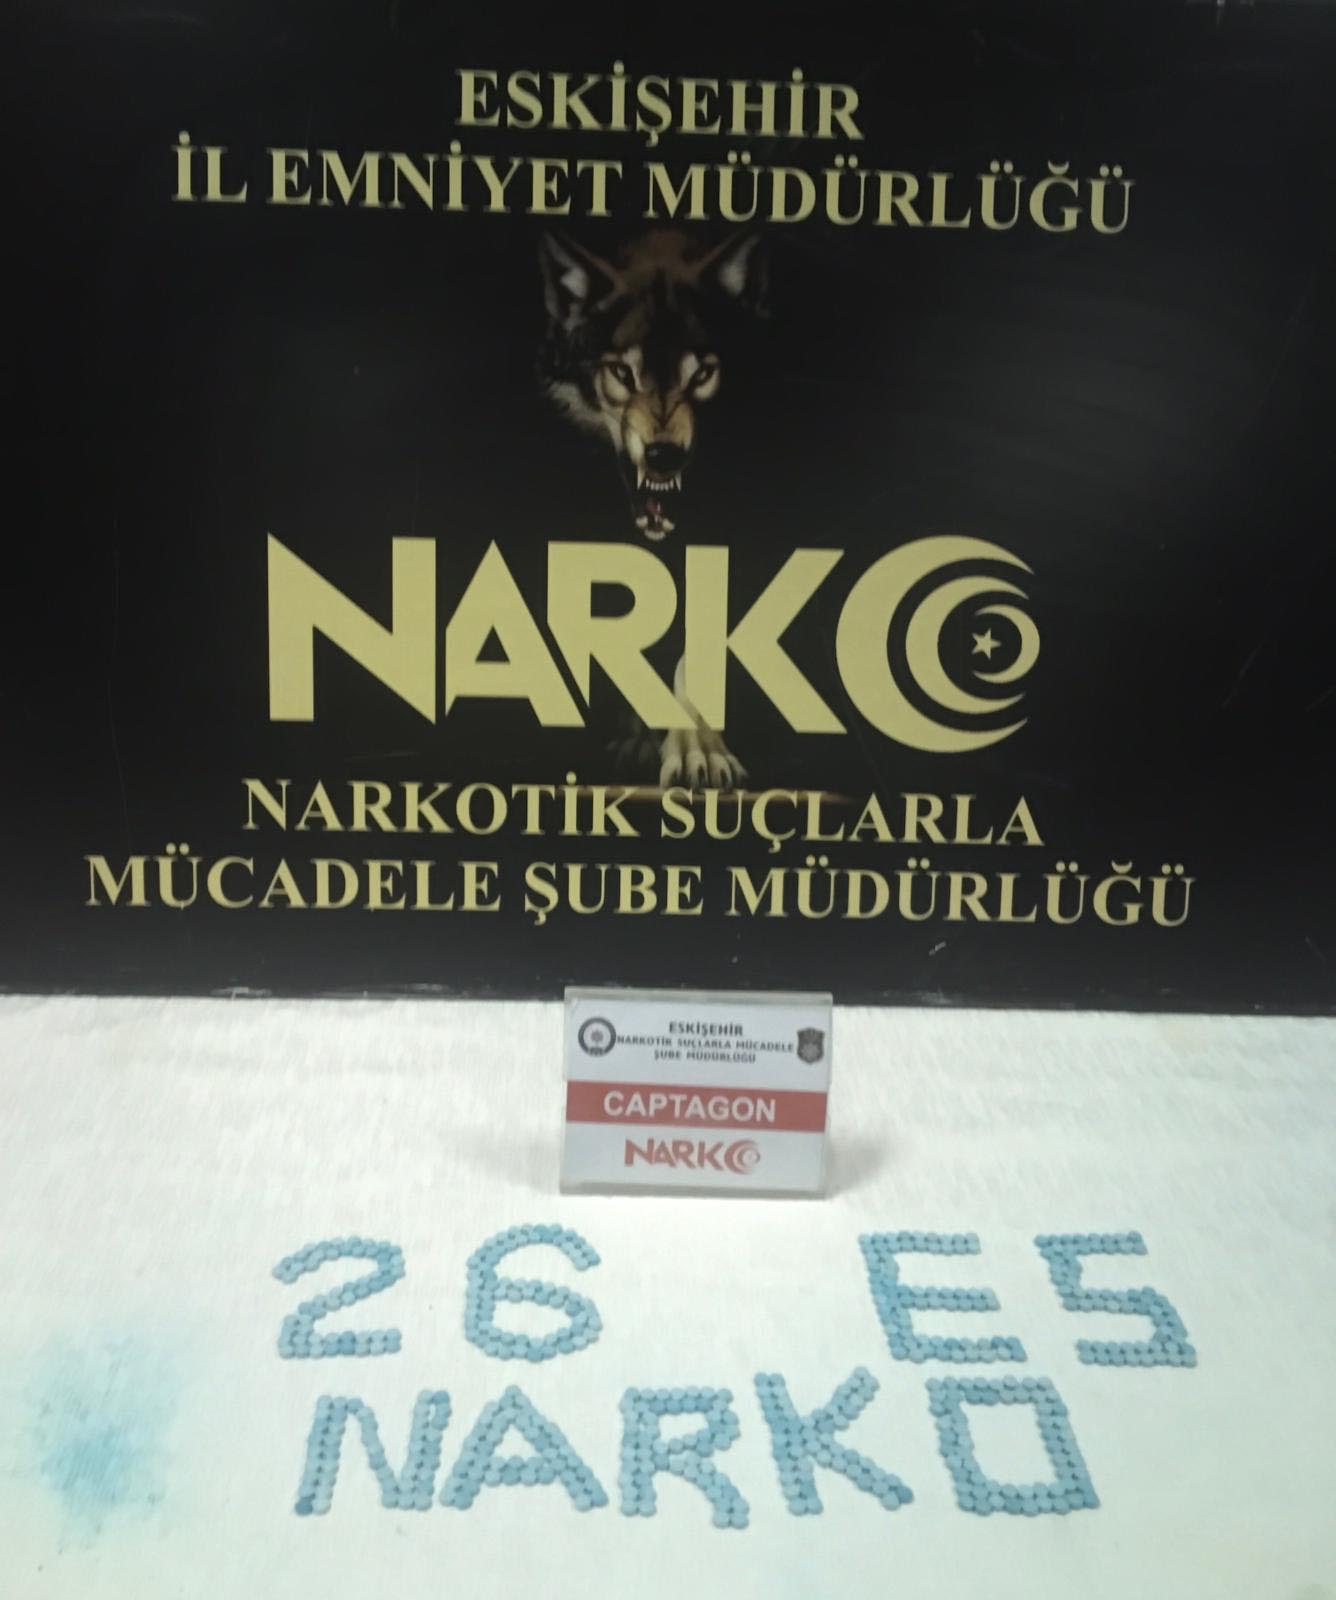 ESKİŞEHİR
İL EMNİYET MÜDÜRLÜĞÜ
NARKO
NARKOTİK SUÇLARLA
MÜCADELE ŞUBE MÜDÜRLÜĞÜ
ESKİŞEHİR
NARKOTİK SUÇLARLA MÜCADELE
ŞUBE MÜDÜRLÜĞÜ
CAPTAGON
NARKO
26 ES
NARKO